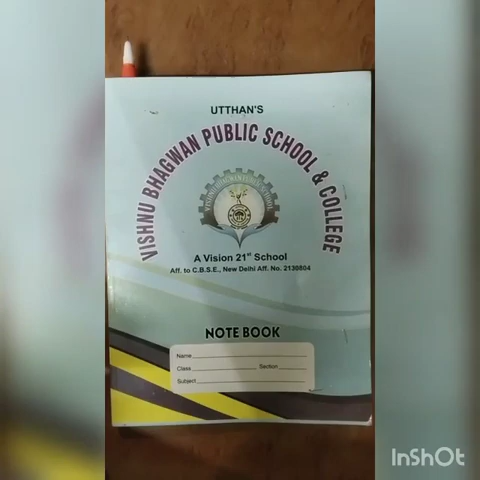 UTTHAN'S
VISHNU BHAGWAN PUBLIC SCHOOL & COLLEGE
A Vision 21st School
Aff. to C.B.S.E., New Delhi Aff. No. 2130804
NOTE BOOK
Name
Class Section
Subject
InShOt